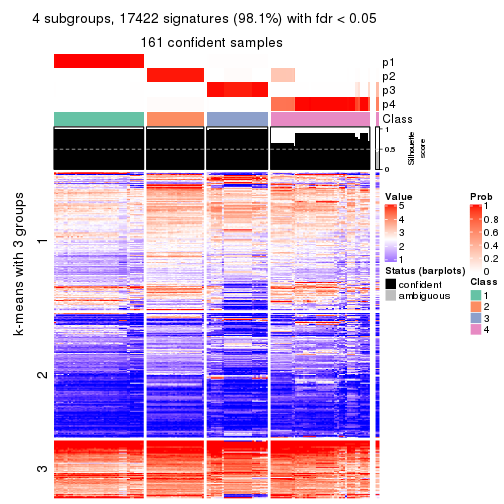 4 subgroups, 17422 signatures (98.1%) with fdr < 0.05
161 confident samples
p1
p2
p3
p4
Class
1
0.5
0
Silhouette
score
k-means with 3 groups
1
2
3
Value
5
4
3
2
1
Status (barplots)
confident
ambiguous
Prob
1
0.8
0.6
0.4
0.2
0
Class
1
2
3
4